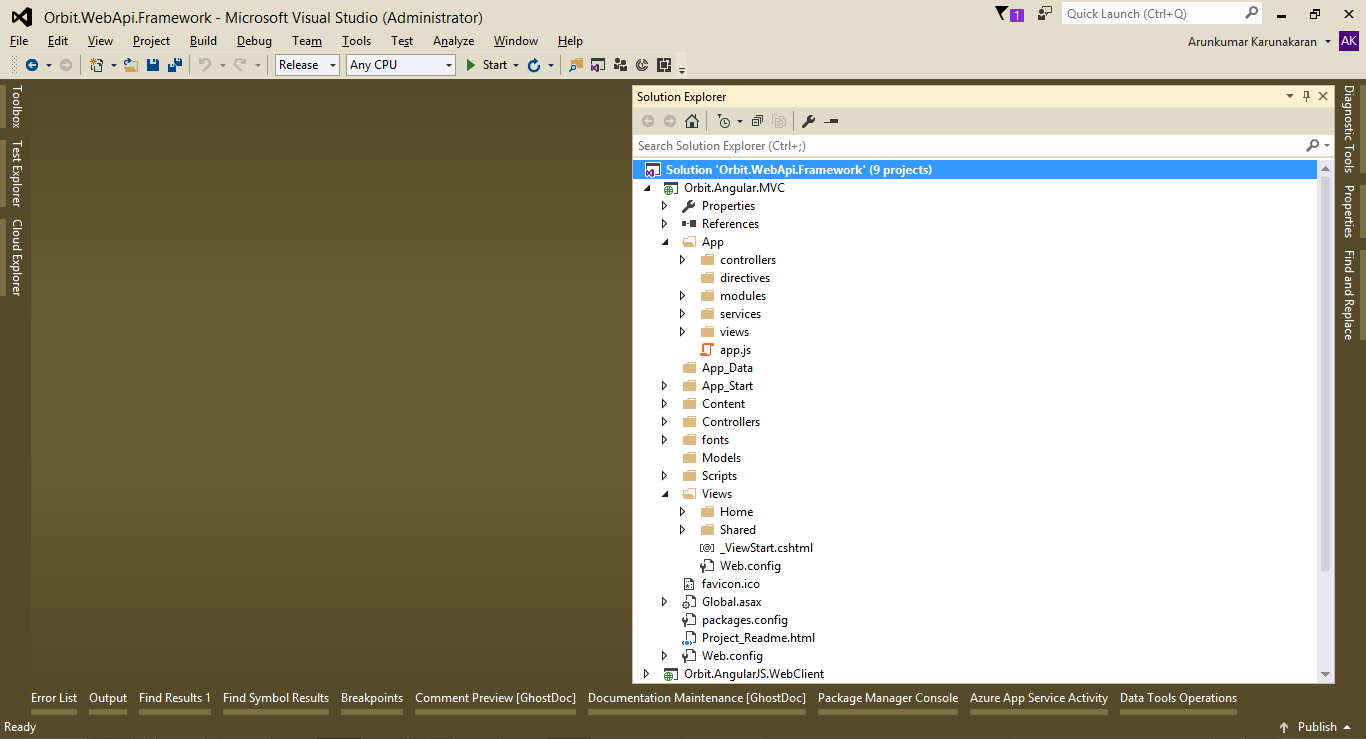 Orbit.WebApi.Framework - Microsoft Visual Studio (Administrator)
1
Quick Launch (Ctrl+Q)
File Edit View Project Build Debug Team Tools Test Analyze Window Help
Arunkumar Karunakaran AK
Release Any CPU Start
Toolbox
Test Explorer
Cloud Explorer
Solution Explorer
Search Solution Explorer (Ctrl+;)
Solution 'Orbit.WebApi.Framework' (9 projects)
Orbit.Angular.MVC
Properties
References
App
controllers
directives
modules
services
views
app.js
App_Data
App_Start
Content
Controllers
fonts
Models
Scripts
Views
Home
Shared
_ViewStart.cshtml
Web.config
favicon.ico
Global.asax
packages.config
Project_Readme.html
Web.config
Orbit.AngularJS.WebClient
Diagnostic Tools
Properties
Find and Replace
Error List Output Find Results 1 Find Symbol Results Breakpoints Comment Preview [GhostDoc] Documentation Maintenance [GhostDoc] Package Manager Console Azure App Service Activity Data Tools Operations
Ready
Publish